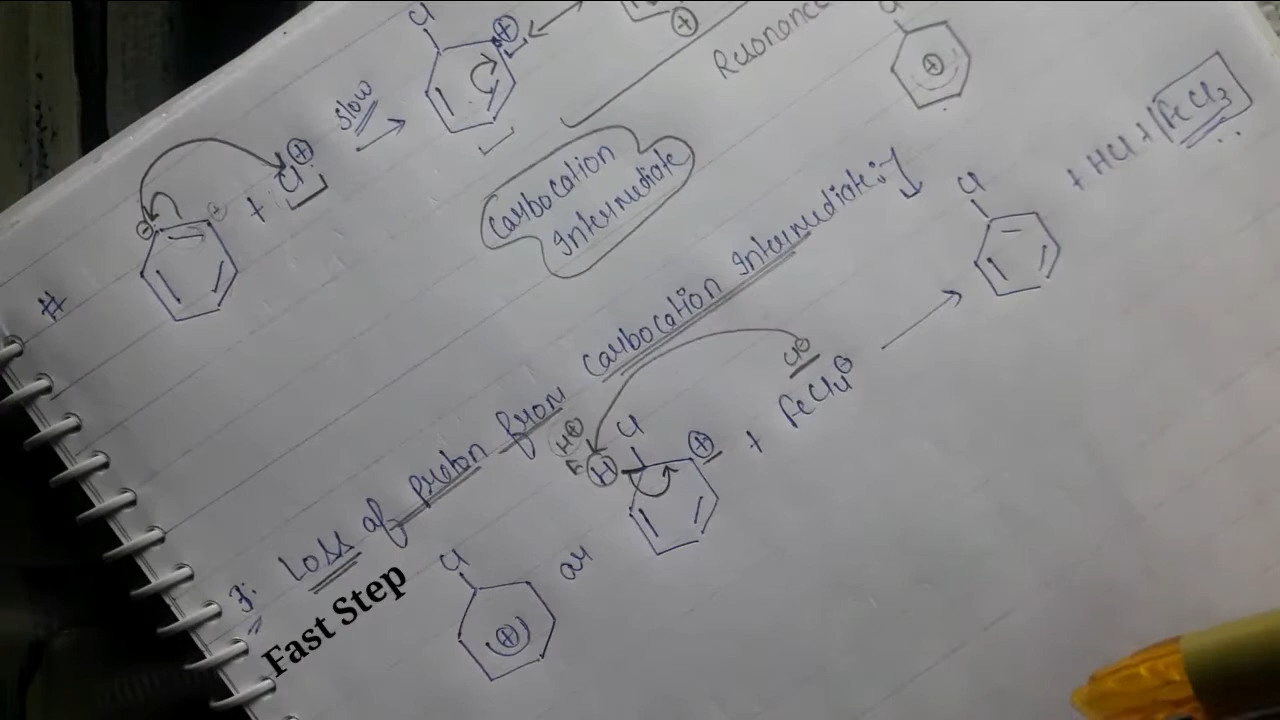 Cl
⊕
⊕
Resonance
Cl
⊕
Slow
⊖
+ Cl⊕
Carbocation
Intermediate
#
3. Loss of proton from Carbocation Intermediate:-
Fast Step
Cl
⊕
or
H⊕
H
Cl
⊕
+ FeCl4⊖
Cl⊖
Cl
+ HCl + FeCl3